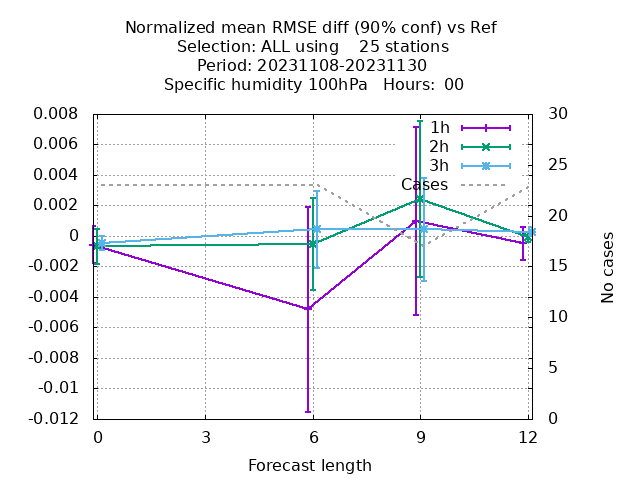 Normalized mean RMSE diff (90% conf) vs Ref
Selection: ALL using    25 stations
Period: 20231108-20231130
Specific humidity 100hPa   Hours: 00
0.008
0.006
0.004
0.002
0
-0.002
-0.004
-0.006
-0.008
-0.01
-0.012
30
25
20
15
10
5
0
1h
2h
3h
Cases
No cases
0 3 6 9 12
Forecast length